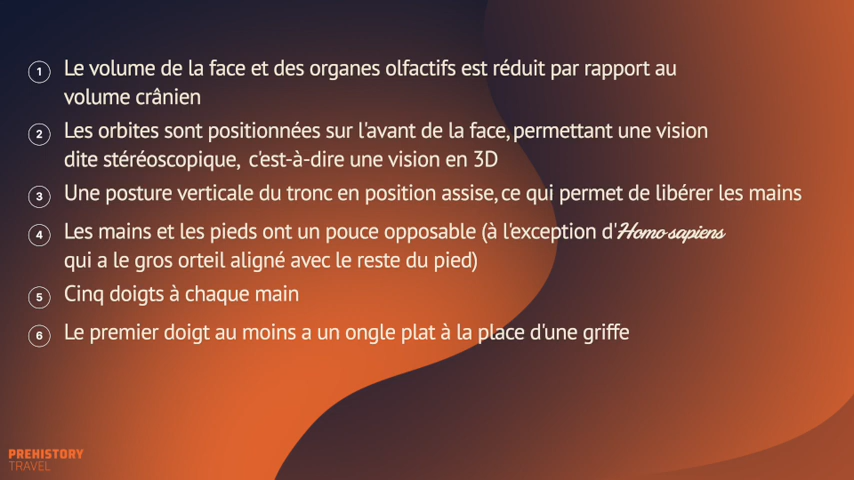 1 Le volume de la face et des organes olfactifs est réduit par rapport au
volume crânien
2 Les orbites sont positionnées sur l'avant de la face, permettant une vision
dite stéréoscopique, c'est-à-dire une vision en 3D
3 Une posture verticale du tronc en position assise, ce qui permet de libérer les mains
4 Les mains et les pieds ont un pouce opposable (à l'exception d'Homo sapiens
qui a le gros orteil aligné avec le reste du pied)
5 Cinq doigts à chaque main
6 Le premier doigt au moins a un ongle plat à la place d'une griffe
PREHISTORY
TRAVEL